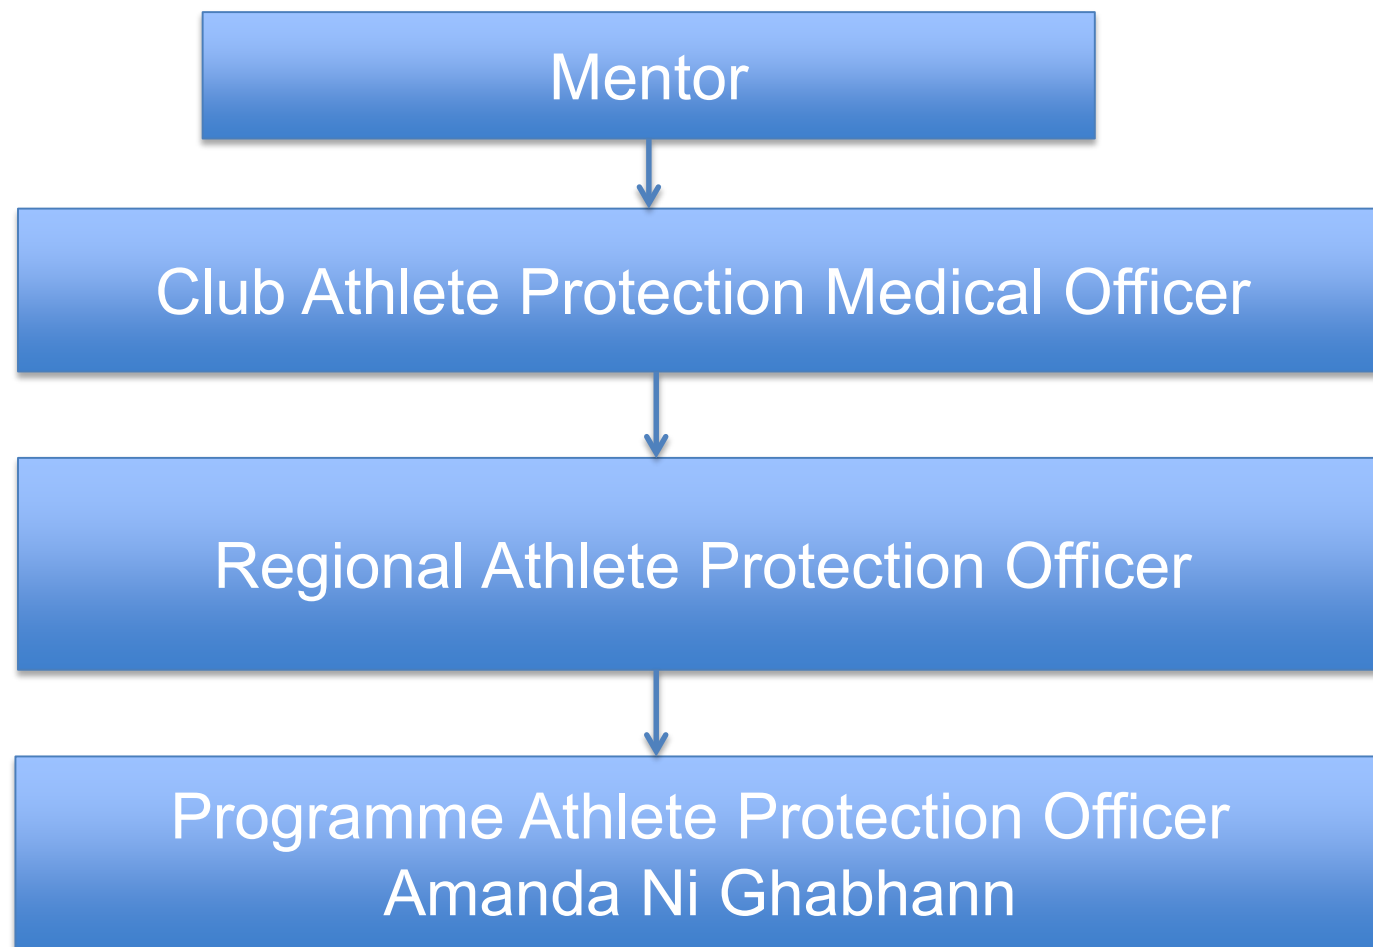 Mentor
Club Athlete Protection Medical Officer
Regional Athlete Protection Officer
Programme Athlete Protection Officer
Amanda Ni Ghabhann